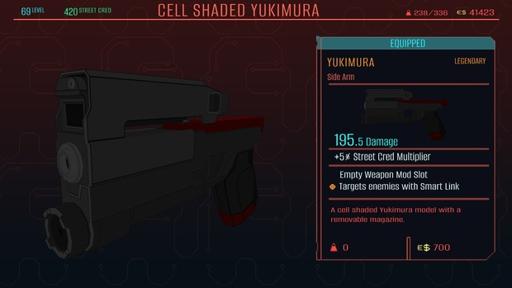 69 LEVEL 420 STREET CRED CELL SHADED YUKIMURA 238/336 E$ 41423
EQUIPPED
YUKIMURA LEGENDARY
Side Arm
195.5 Damage
+5% Street Cred Multiplier
Empty Weapon Mod Slot
Targets enemies with Smart Link
A cell shaded Yukimura model with a
removable magazine.
0 E$ 700